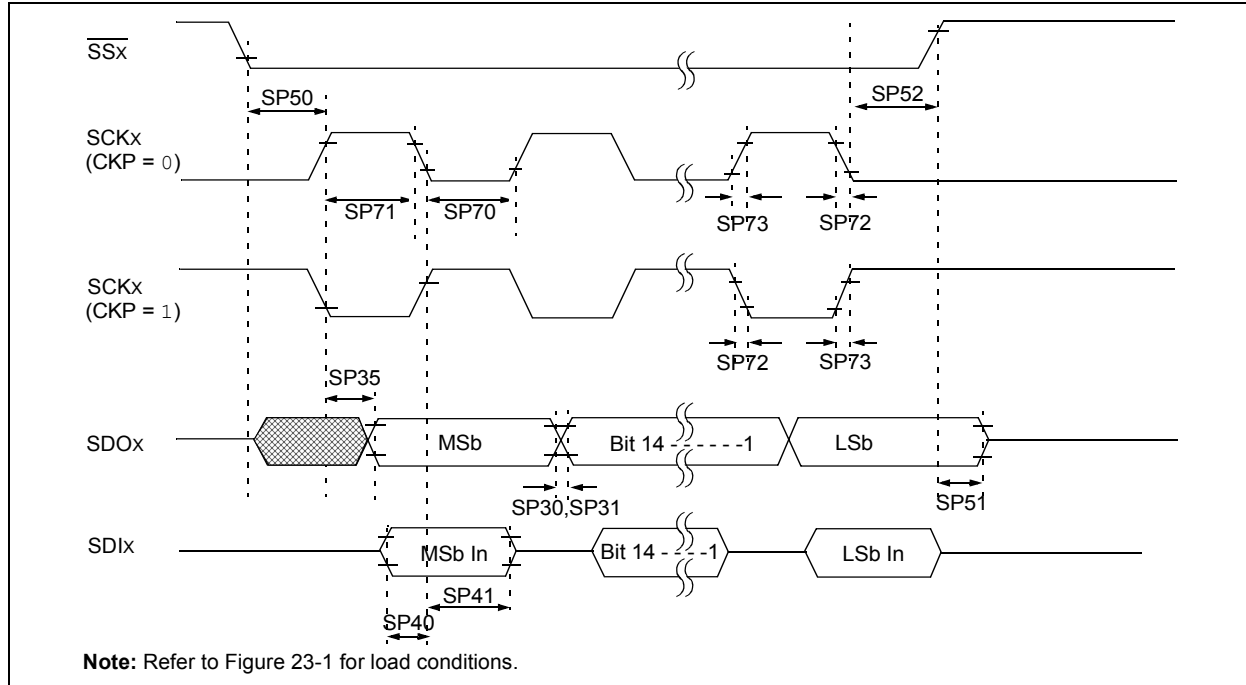 SSx
SP50
SP52
SCKx
(CKP = 0)
SP71
SP70
SP73
SP72
SCKx
(CKP = 1)
SP72
SP73
SP35
SDOx
MSb
Bit 14 - - - - - -1
LSb
SP30,SP31
SP51
SDIx
MSb In
Bit 14 - - - -1
LSb In
SP41
SP40
Note: Refer to Figure 23-1 for load conditions.